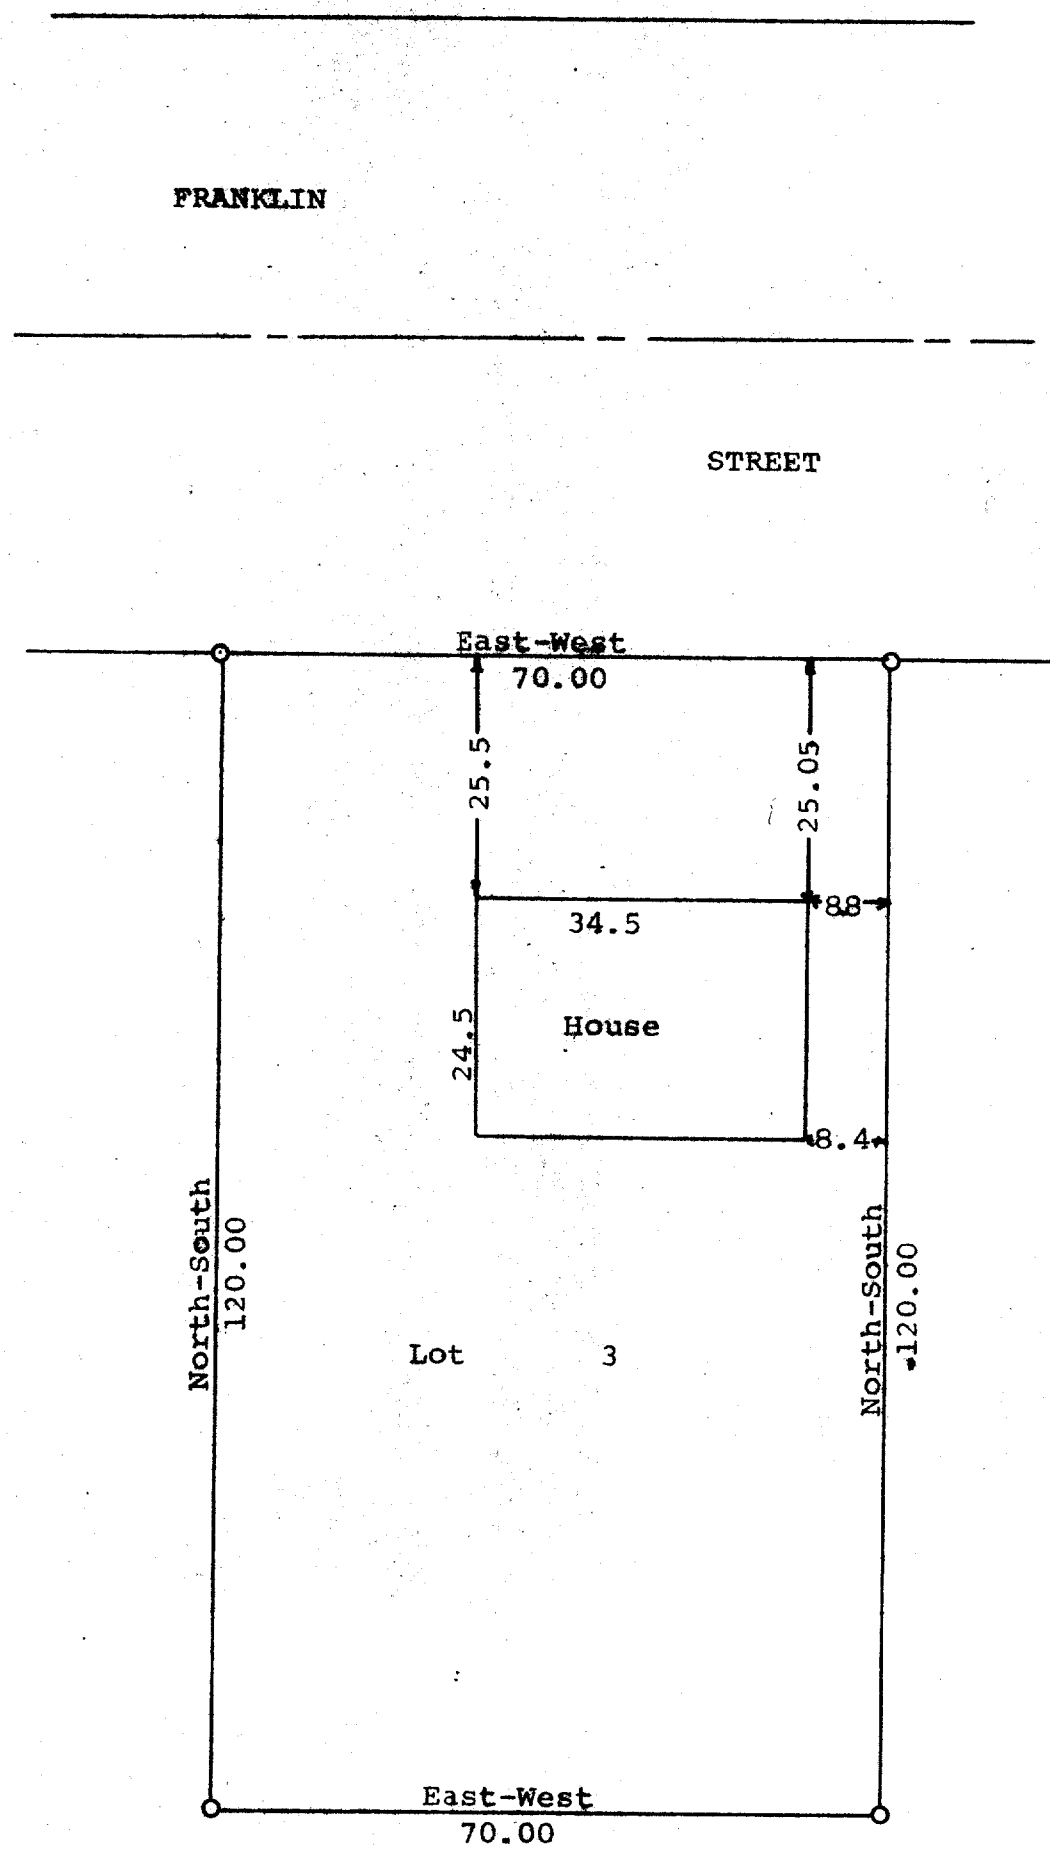 FRANKLIN
STREET
East-West
70.00
25.5
25.05
8.8
34.5
24.5
House
8.4
North-South
120.00
North-South
120.00
Lot 3
East-West
70.00